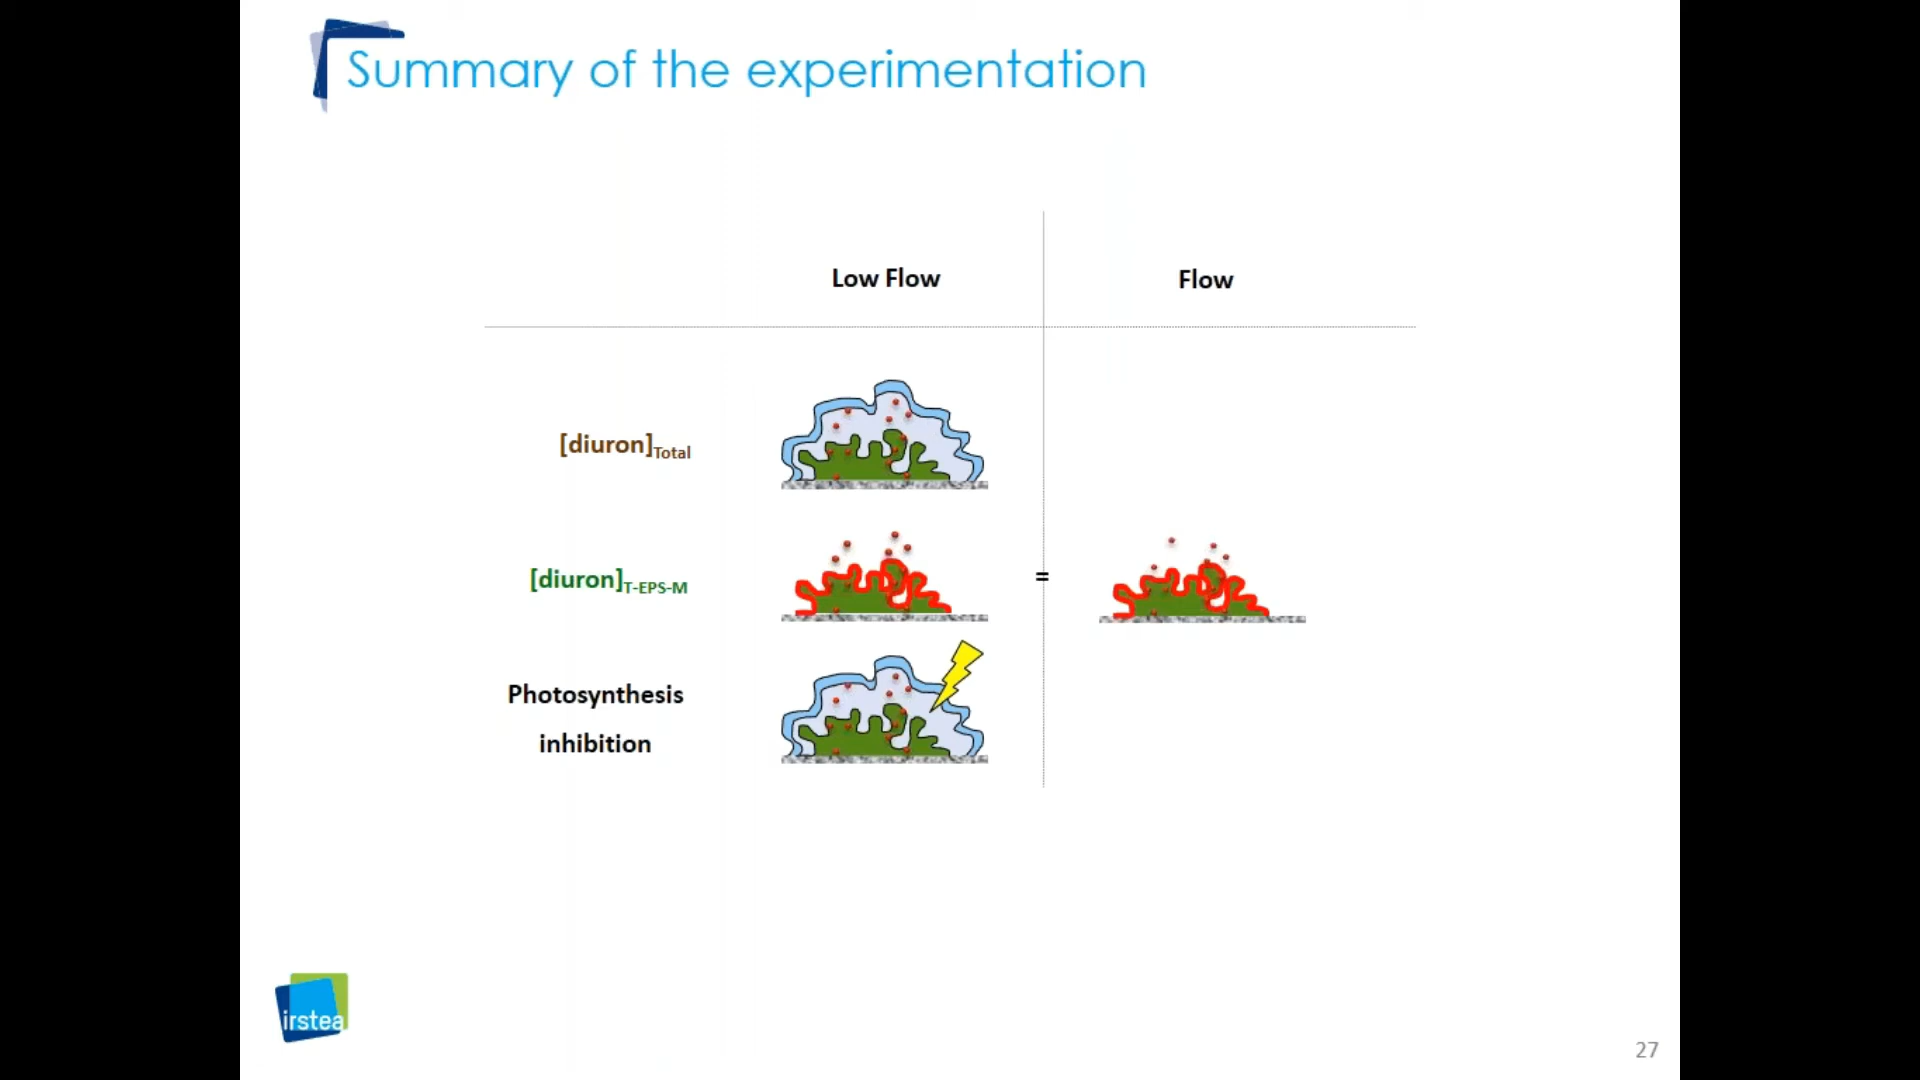 Summary of the experimentation
Low Flow
Flow
[diuron]Total
[diuron]T-EPS-M
=
Photosynthesis
inhibition
irstea
27